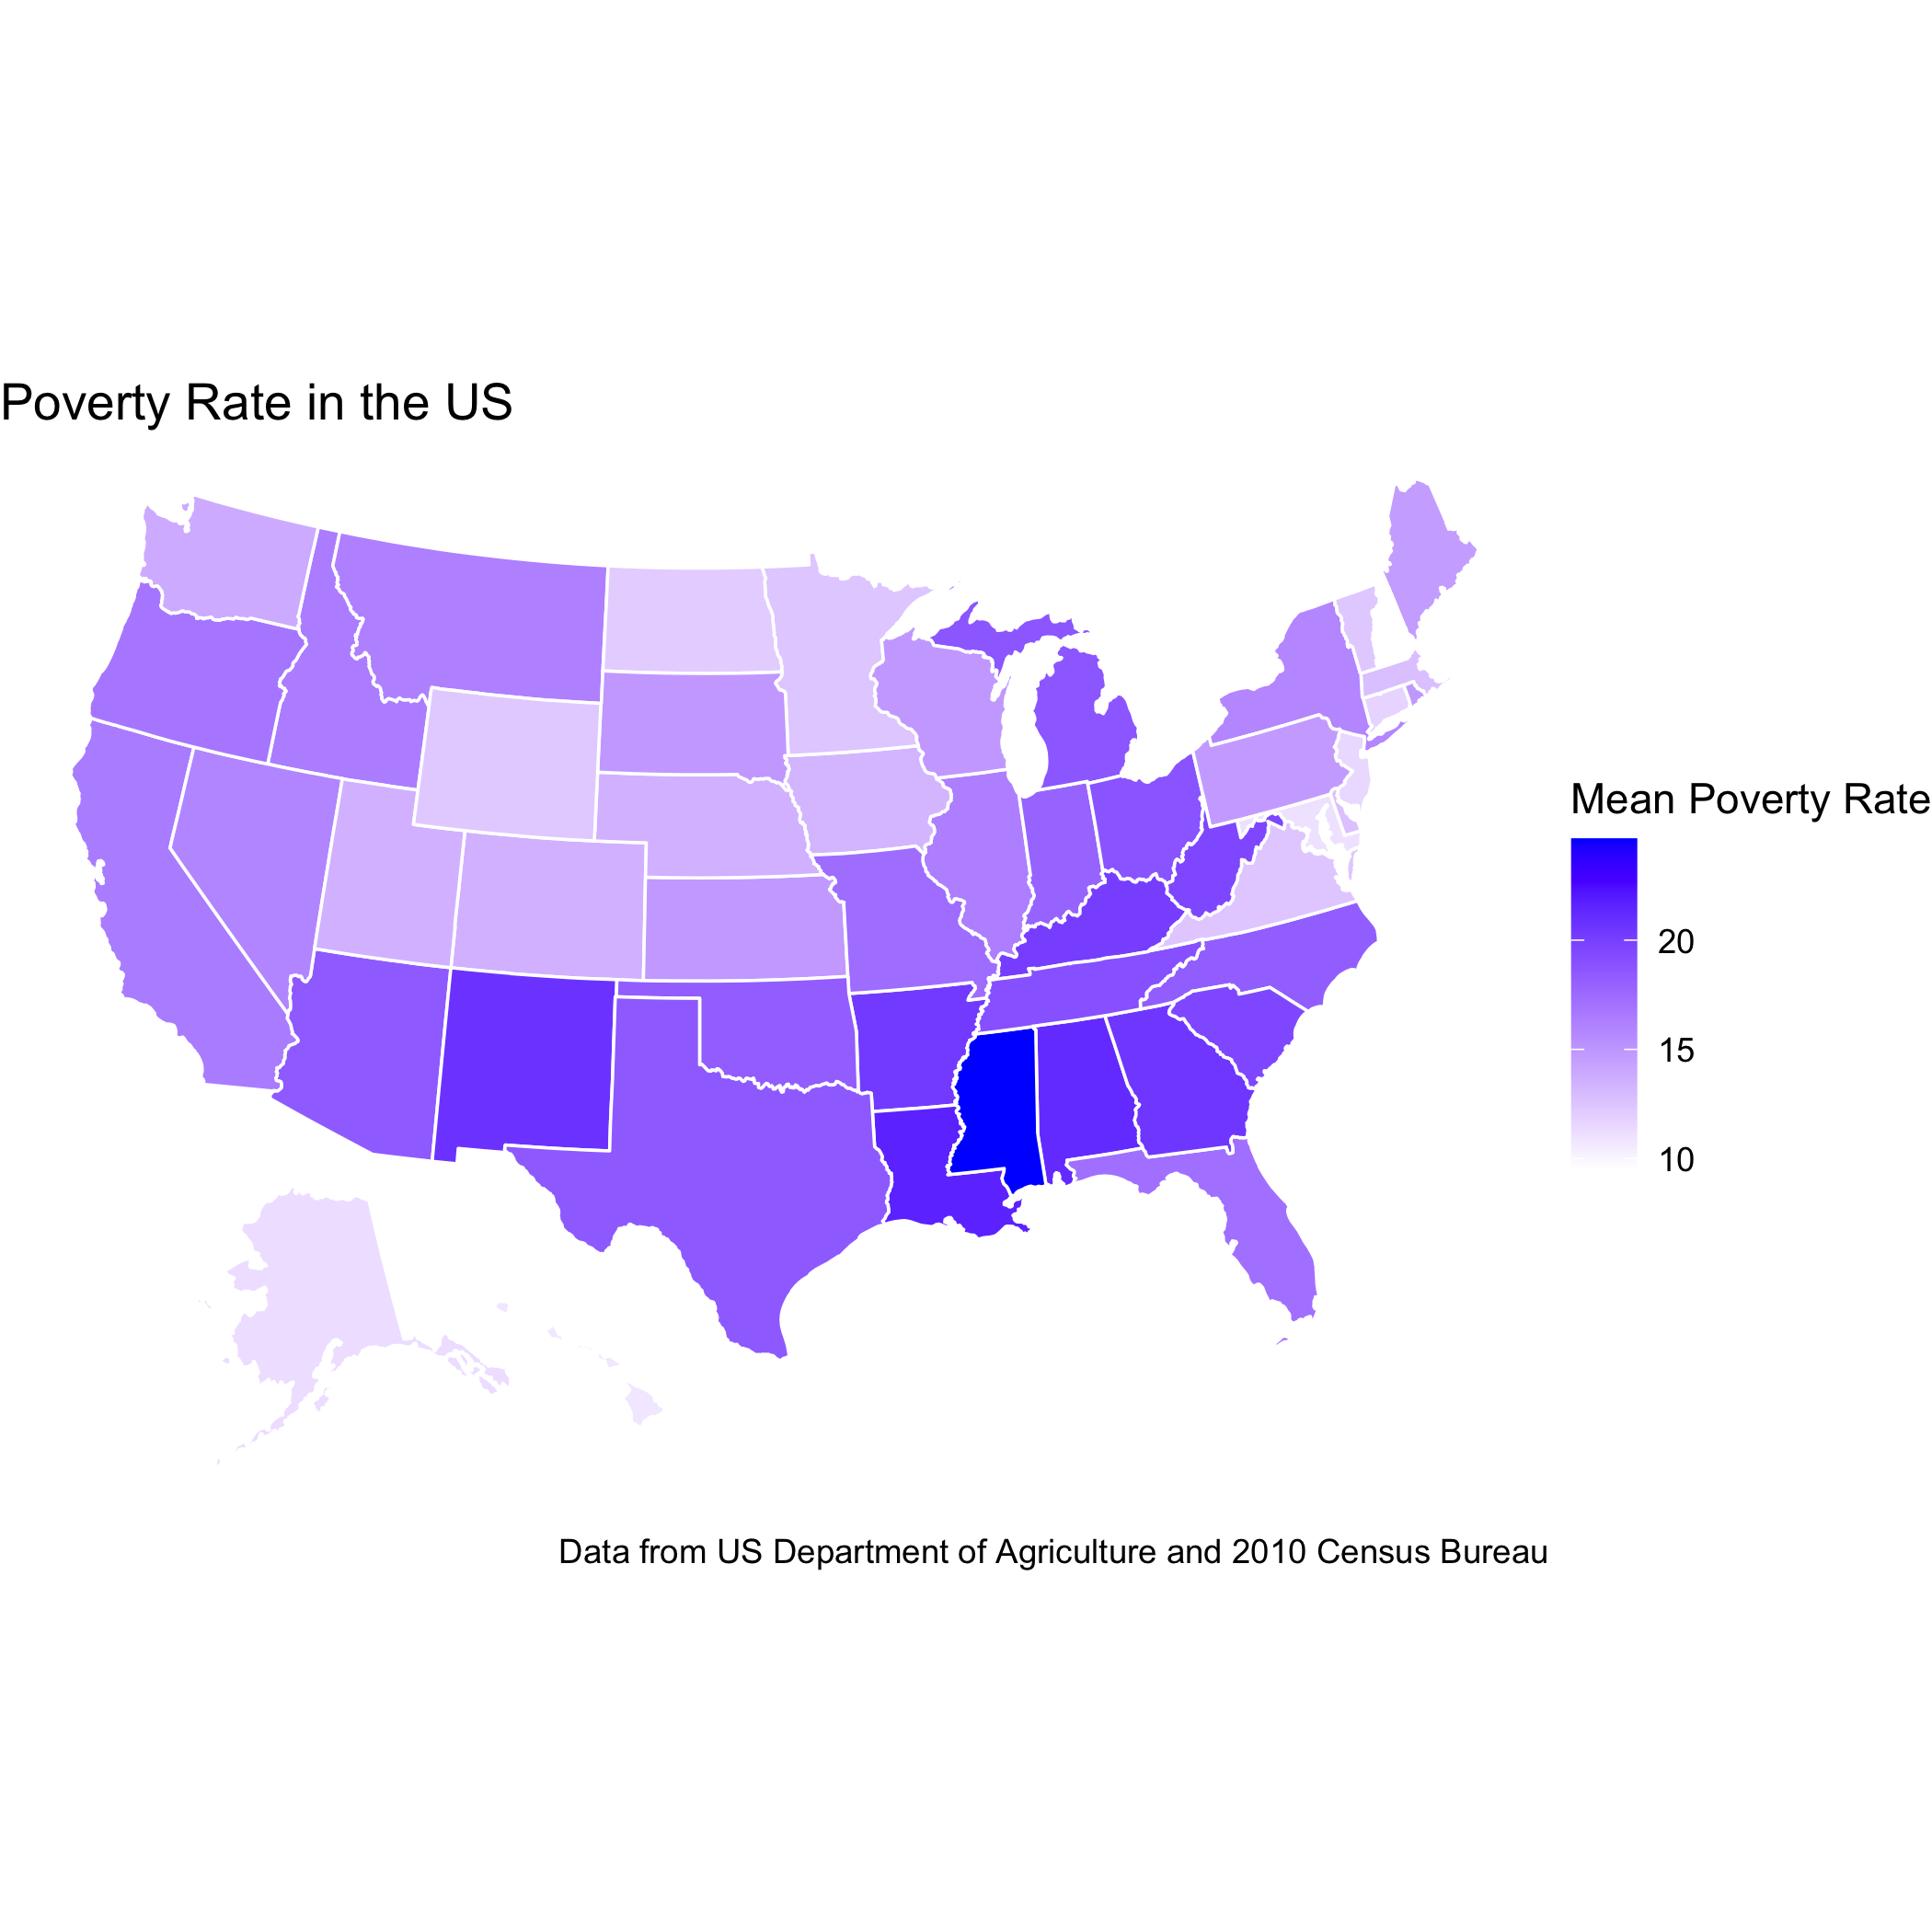 Poverty Rate in the US
Mean Poverty Rate
20
15
10
Data from US Department of Agriculture and 2010 Census Bureau